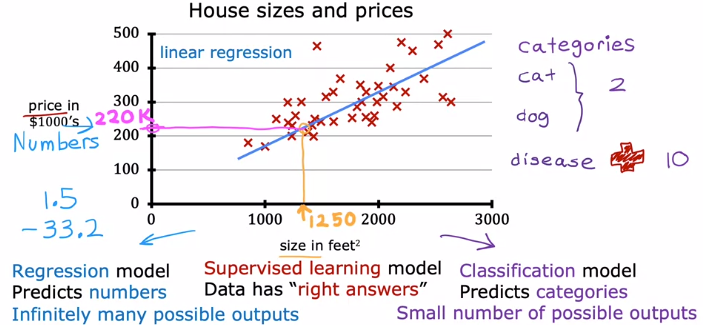 House sizes and prices
500
400
300
200
100
0
linear regression
price in
$1000's
220K
Numbers
1.5
-33.2
0
1000
2000
3000
1250
size in feet²
categories
cat
dog
2
disease
10
Regression model
Predicts numbers
Infinitely many possible outputs
Supervised learning model
Data has “right answers”
Classification model
Predicts categories
Small number of possible outputs